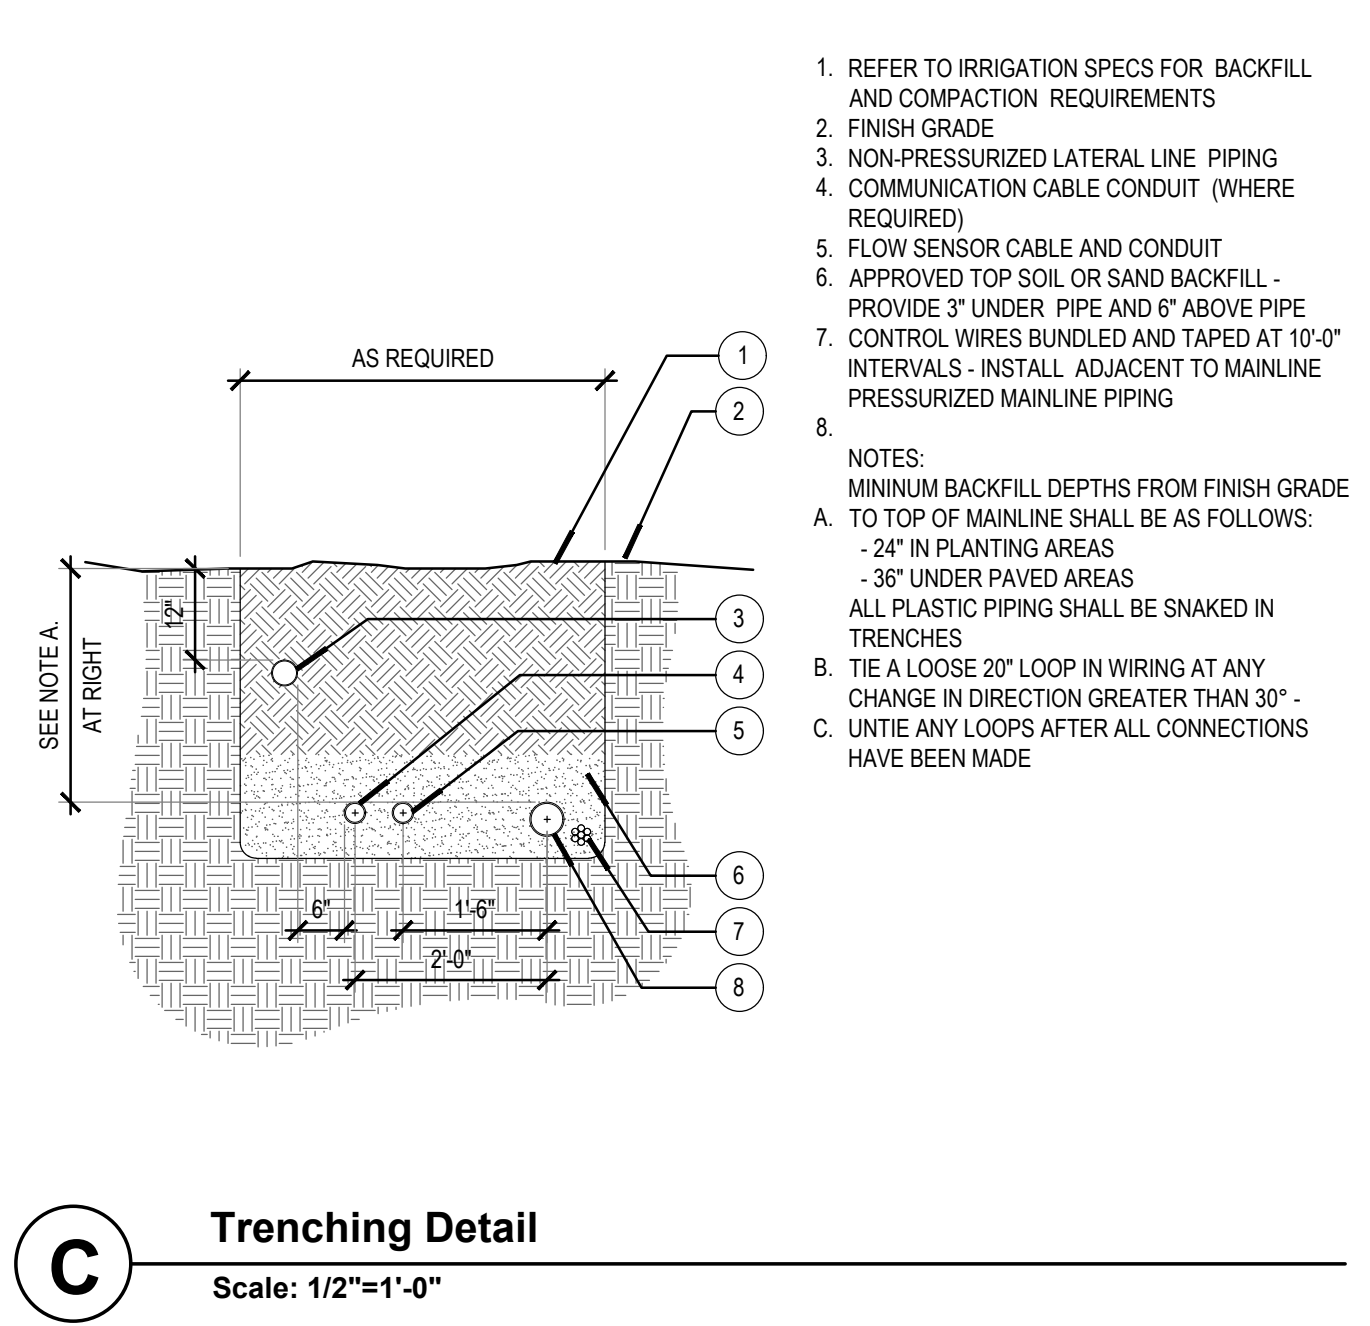 1. REFER TO IRRIGATION SPECS FOR BACKFILL
AND COMPACTION REQUIREMENTS
2. FINISH GRADE
3. NON-PRESSURIZED LATERAL LINE PIPING
4. COMMUNICATION CABLE CONDUIT (WHERE
REQUIRED)
5. FLOW SENSOR CABLE AND CONDUIT
6. APPROVED TOP SOIL OR SAND BACKFILL -
PROVIDE 3" UNDER PIPE AND 6" ABOVE PIPE
7. CONTROL WIRES BUNDLED AND TAPED AT 10'-0"
INTERVALS - INSTALL ADJACENT TO MAINLINE
PRESSURIZED MAINLINE PIPING
8.
NOTES:
MININUM BACKFILL DEPTHS FROM FINISH GRADE
A. TO TOP OF MAINLINE SHALL BE AS FOLLOWS:
- 24" IN PLANTING AREAS
- 36" UNDER PAVED AREAS
ALL PLASTIC PIPING SHALL BE SNAKED IN
TRENCHES
B. TIE A LOOSE 20" LOOP IN WIRING AT ANY
CHANGE IN DIRECTION GREATER THAN 30° -
C. UNTIE ANY LOOPS AFTER ALL CONNECTIONS
HAVE BEEN MADE
AS REQUIRED
1
2
12"
3
SEE NOTE A.
AT RIGHT
4
5
6
6"
1'-6"
7
2'-0"
8
C
Trenching Detail
Scale: 1/2"=1'-0"